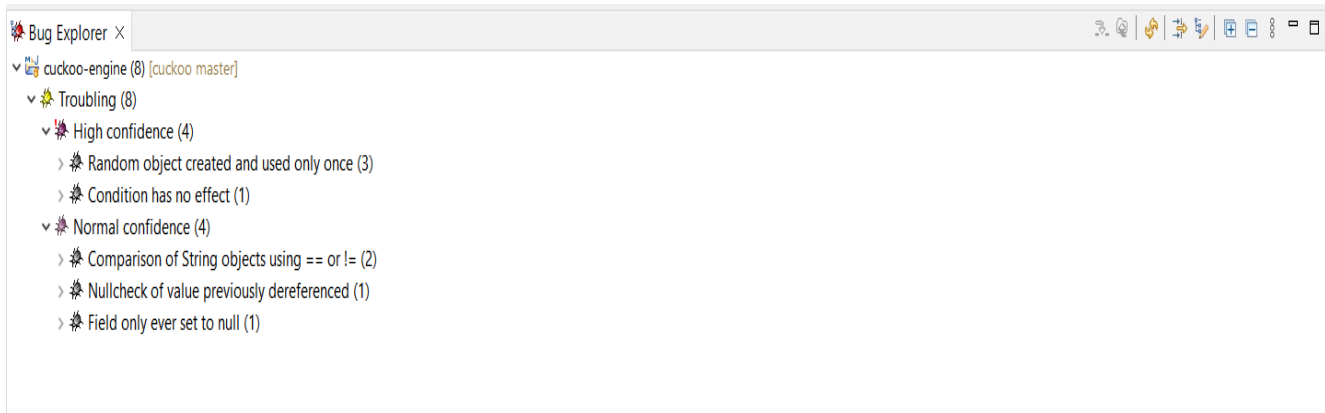 Bug Explorer ×
cuckoo-engine (8) [cuckoo master]
Troubling (8)
High confidence (4)
Random object created and used only once (3)
Condition has no effect (1)
Normal confidence (4)
Comparison of String objects using == or != (2)
Nullcheck of value previously dereferenced (1)
Field only ever set to null (1)